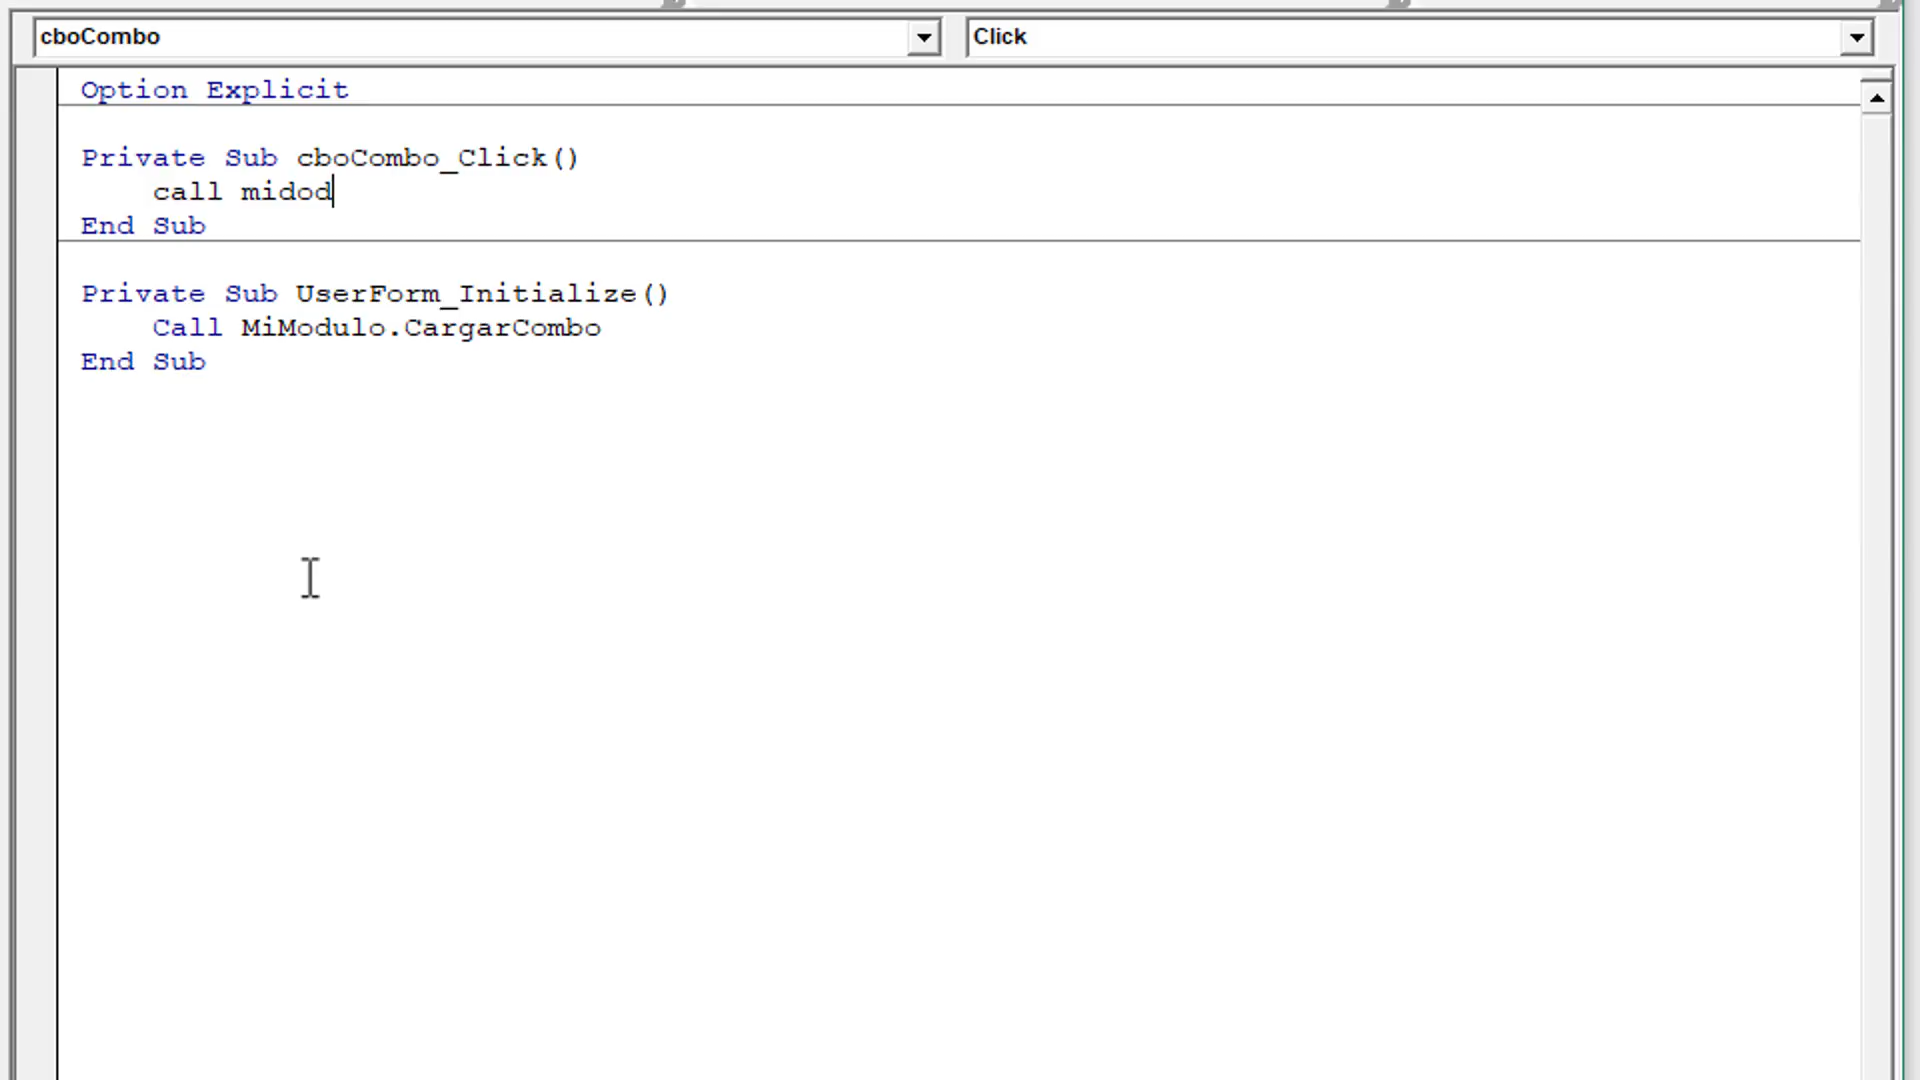 cboCombo
Click
Option Explicit
Private Sub cboCombo_Click()
call midod
End Sub
Private Sub UserForm_Initialize()
Call MiModulo.CargarCombo
End Sub